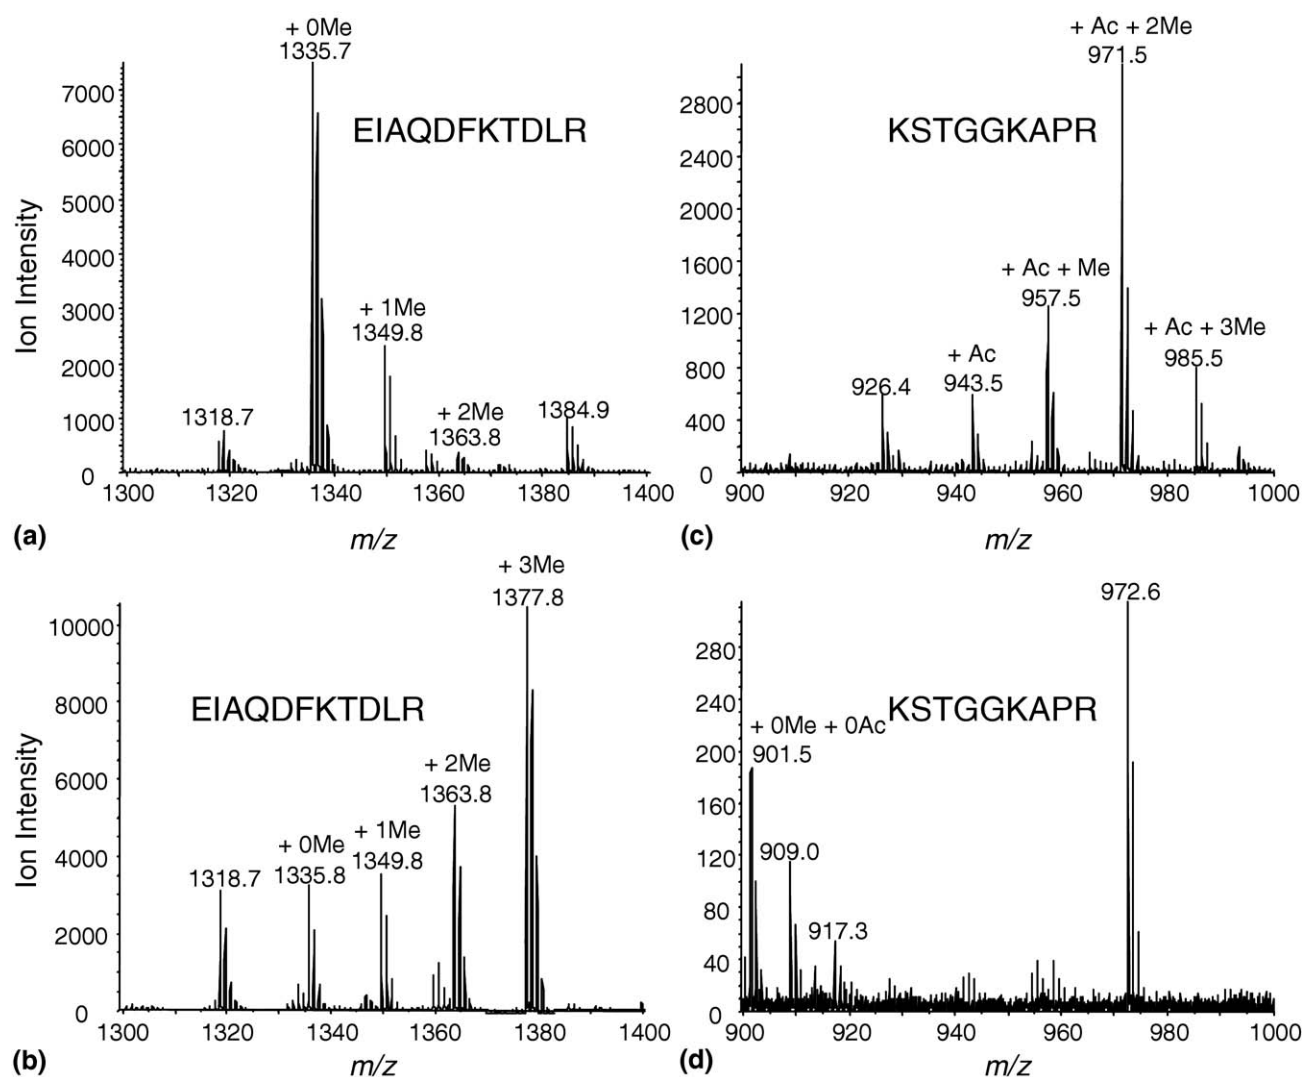 + 0Me
1335.7
EIAQDFKTDLR
+ 1Me
1349.8
+ 2Me
1363.8
1318.7
1384.9
Ion Intensity
7000
6000
5000
4000
3000
2000
1000
0
1300 1320 1340 1360 1380 1400
(a) m/z
+ Ac + 2Me
971.5
KSTGGKAPR
+ Ac + Me
957.5
+ Ac + 3Me
985.5
+ Ac
943.5
926.4
2800
2400
2000
1600
1200
800
400
0
900 920 940 960 980 1000
(c) m/z
+ 3Me
1377.8
EIAQDFKTDLR
+ 2Me
1363.8
+ 1Me
1349.8
+ 0Me
1335.8
1318.7
Ion Intensity
10000
8000
6000
4000
2000
0
1300 1320 1340 1360 1380 1400
(b) m/z
972.6
KSTGGKAPR
+ 0Me + 0Ac
901.5
909.0
917.3
280
240
200
160
120
80
40
0
900 920 940 960 980 1000
(d) m/z